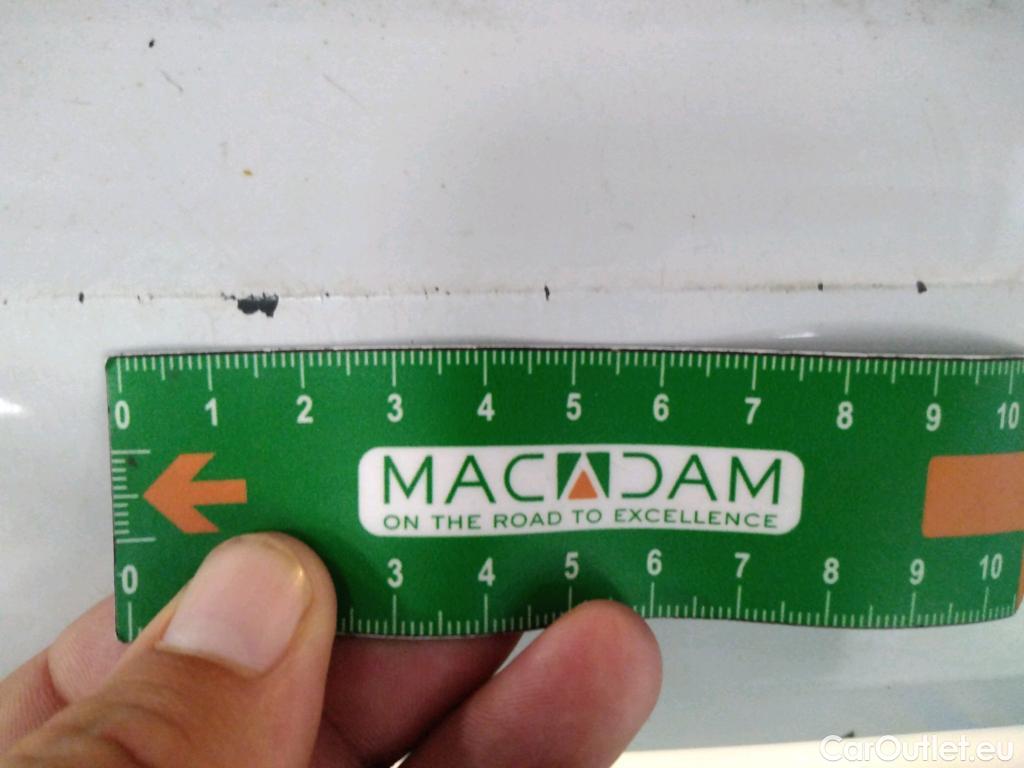 0 1 2 3 4 5 6 7 8 9 10
MACADAM
ON THE ROAD TO EXCELLENCE
0 3 4 5 6 7 8 9 10
CarOutlet.eu